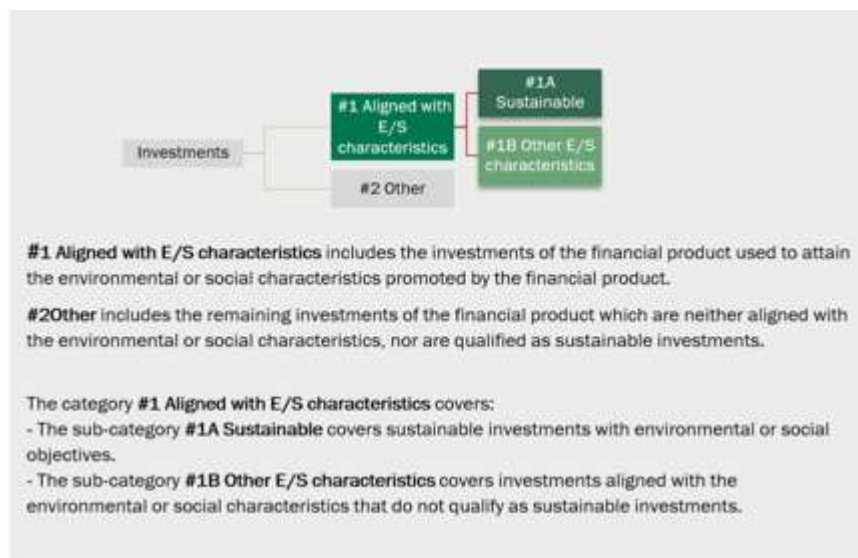 #1A
Sustainable
#1 Aligned with
E/S
characteristics
#1B Other E/S
characteristics
Investments
#2 Other
#1 Aligned with E/S characteristics includes the investments of the financial product used to attain
the environmental or social characteristics promoted by the financial product.
#2Other includes the remaining investments of the financial product which are neither aligned with
the environmental or social characteristics, nor are qualified as sustainable investments.
The category #1 Aligned with E/S characteristics covers:
- The sub-category #1A Sustainable covers sustainable investments with environmental or social
objectives.
- The sub-category #1B Other E/S characteristics covers investments aligned with the
environmental or social characteristics that do not qualify as sustainable investments.